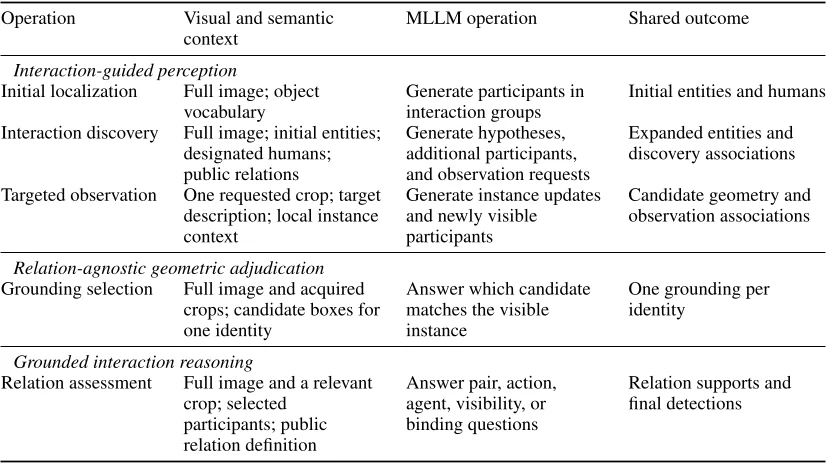 Operation Visual and semantic context MLLM operation Shared outcome
Interaction-guided perception
Initial localization Full image; object vocabulary Generate participants in interaction groups Initial entities and humans
Interaction discovery Full image; initial entities; designated humans; public relations Generate hypotheses, additional participants, and observation requests Expanded entities and discovery associations
Targeted observation One requested crop; target description; local instance context Generate instance updates and newly visible participants Candidate geometry and observation associations
Relation-agnostic geometric adjudication
Grounding selection Full image and acquired crops; candidate boxes for one identity Answer which candidate matches the visible instance One grounding per identity
Grounded interaction reasoning
Relation assessment Full image and a relevant crop; selected participants; public relation definition Answer pair, action, agent, visibility, or binding questions Relation supports and final detections